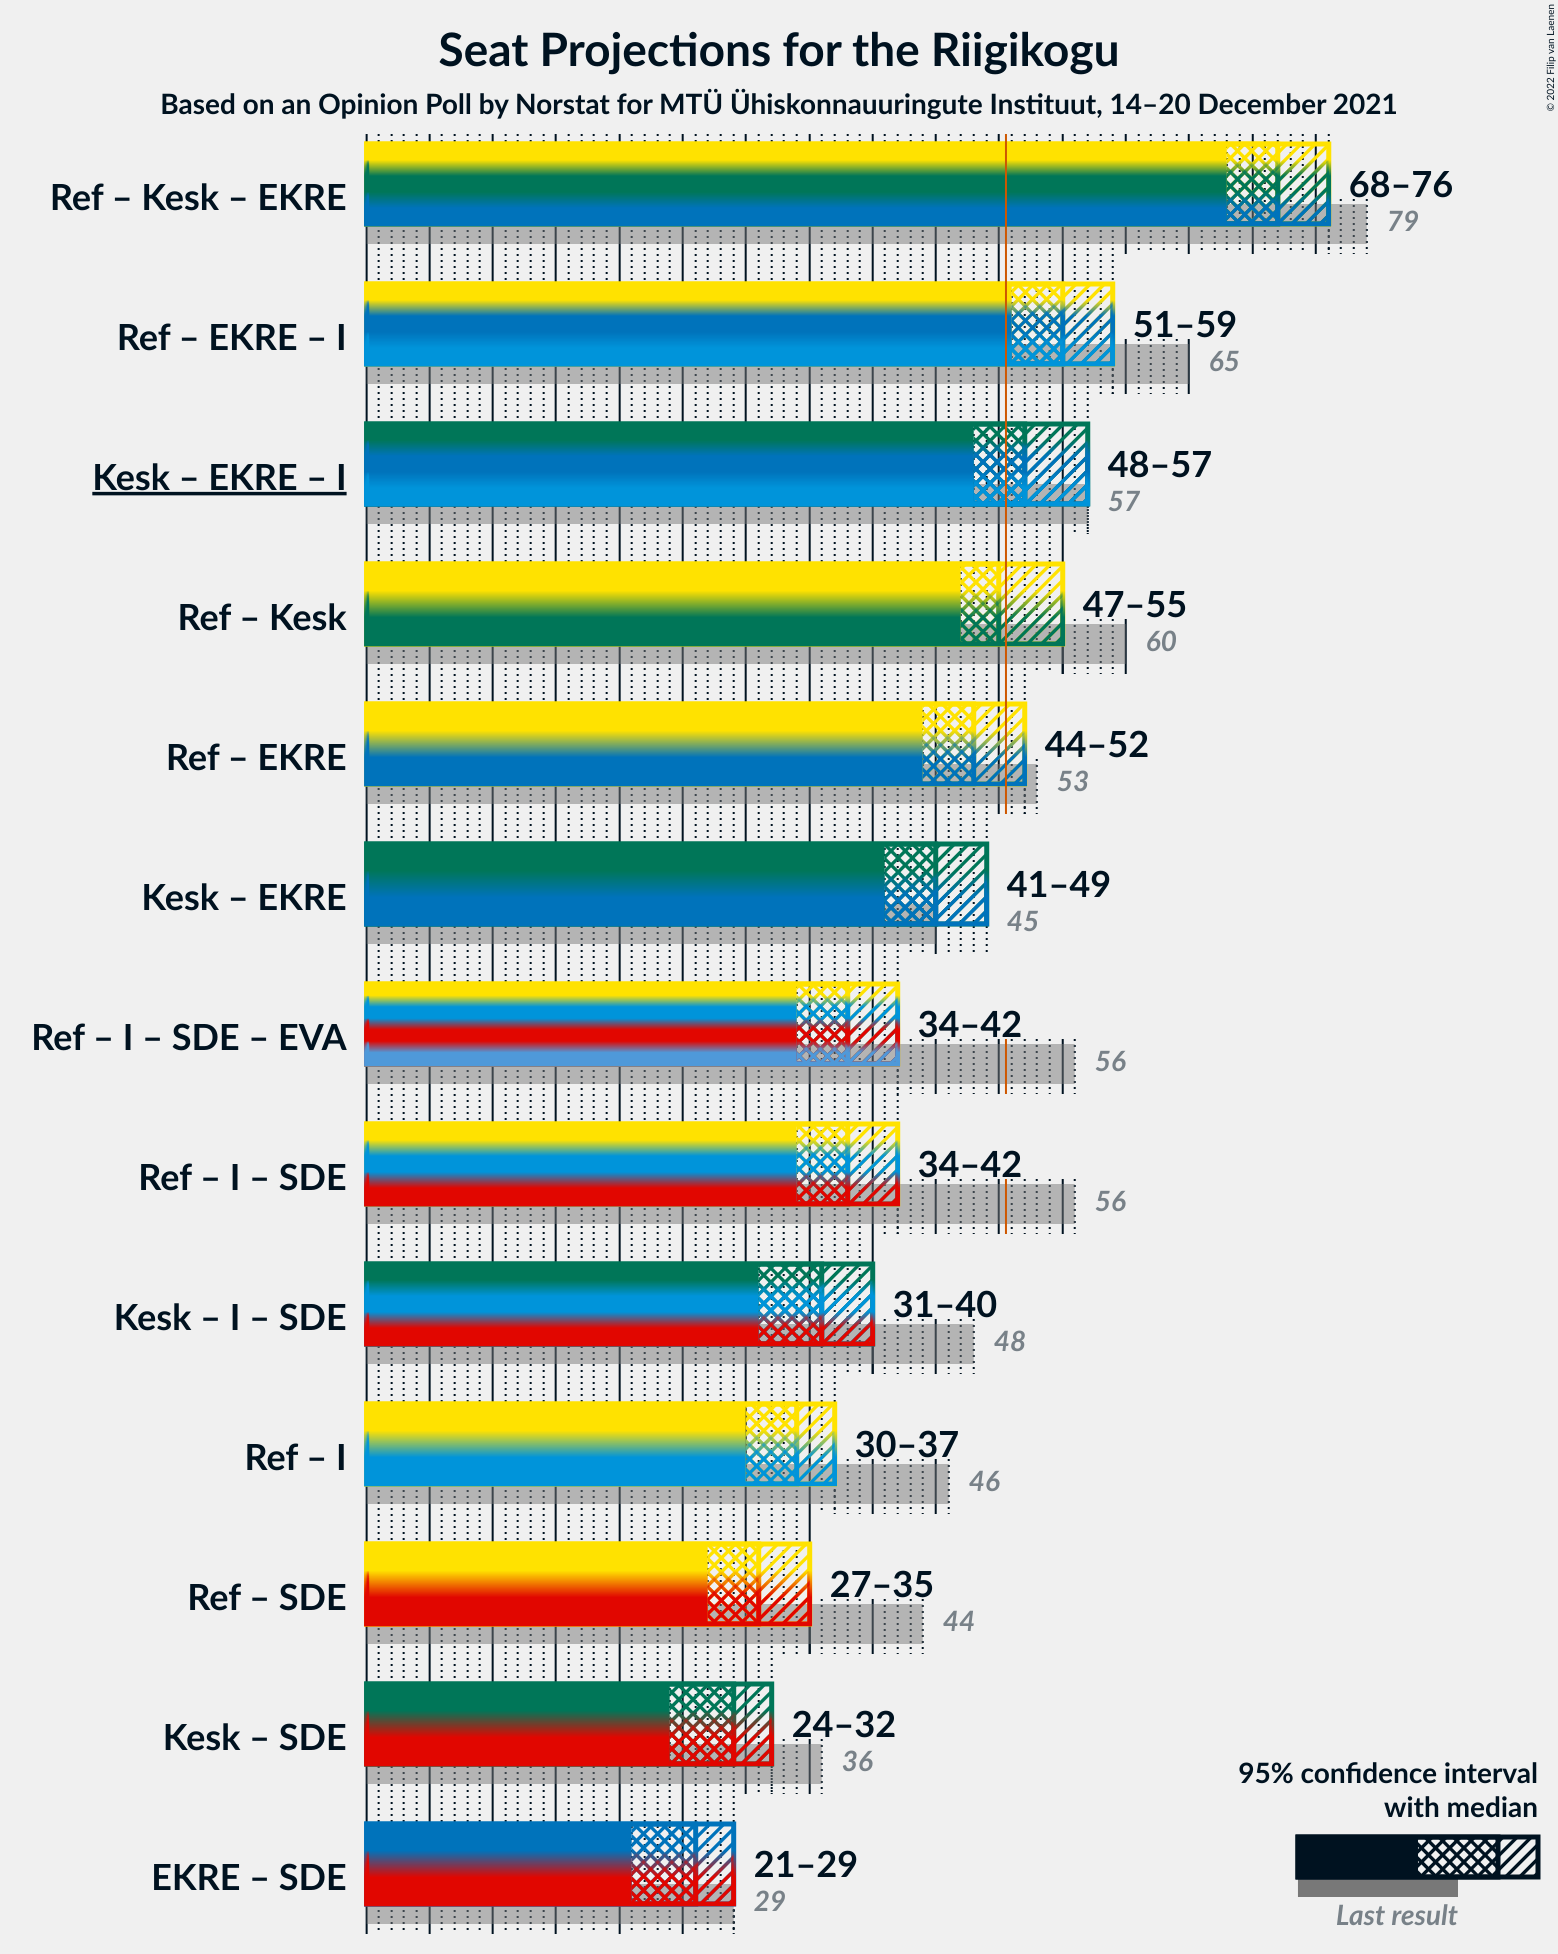 Seat Projections for the Riigikogu
Based on an Opinion Poll by Norstat for MTÜ Ühiskonnauuringute Instituut, 14–20 December 2021
© 2022 Filip van Laenen
Ref – Kesk – EKRE
68–76
79
Ref – EKRE – I
51–59
65
Kesk – EKRE – I
48–57
57
Ref – Kesk
47–55
60
Ref – EKRE
44–52
53
Kesk – EKRE
41–49
45
Ref – I – SDE – EVA
34–42
56
Ref – I – SDE
34–42
56
Kesk – I – SDE
31–40
48
Ref – I
30–37
46
Ref – SDE
27–35
44
Kesk – SDE
24–32
36
EKRE – SDE
21–29
29
95% confidence interval
with median
Last result